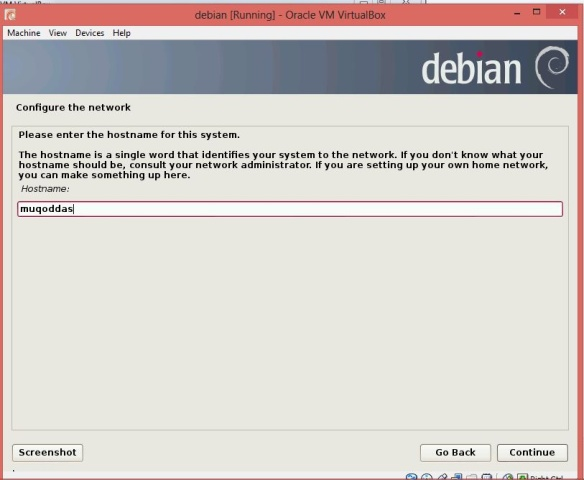 debian [Running] - Oracle VM VirtualBox
Machine View Devices Help
debian
Configure the network
Please enter the hostname for this system.
The hostname is a single word that identifies your system to the network. If you don't know what your
hostname should be, consult your network administrator. If you are setting up your own home network,
you can make something up here.
Hostname:
muqoddas
Screenshot Go Back Continue
Right Ctrl